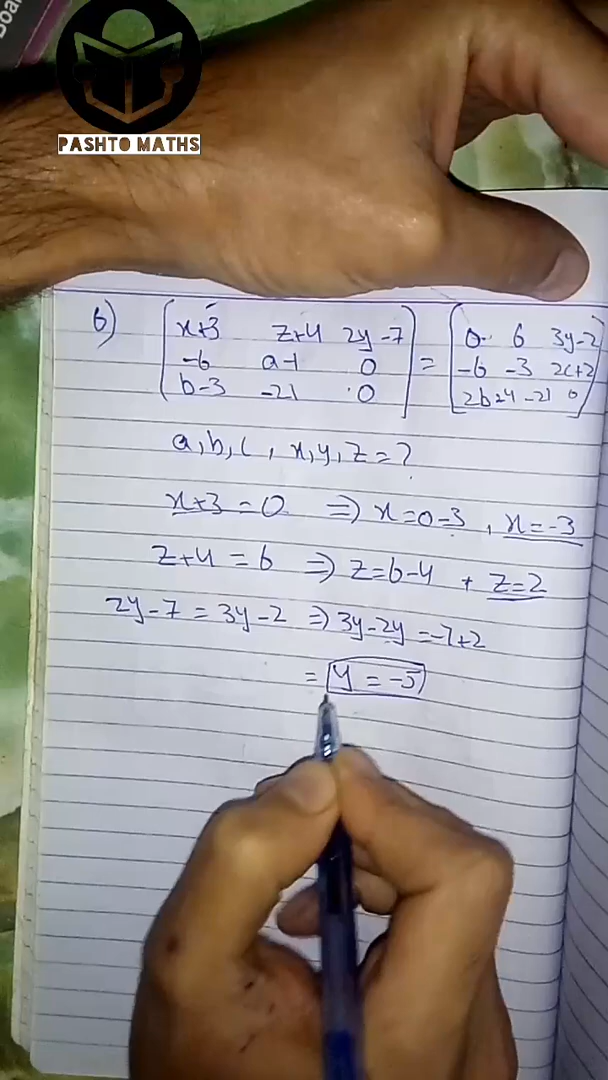 Boa
PASHTO MATHS
6) [x+3 z+4 2y-7 = [0 6 3y-2
-6 a-1 0 -6 -3 2c+2
b-3 -21 0] 2b+4 -21 0]
a, b, c, x, y, z = ?
x+3 = 0 ⇒ x = 0-3, x = -3
z+4 = 6 ⇒ z = 6-4 + z = 2
2y-7 = 3y-2 ⇒ 3y-2y = -7+2
= y = -5